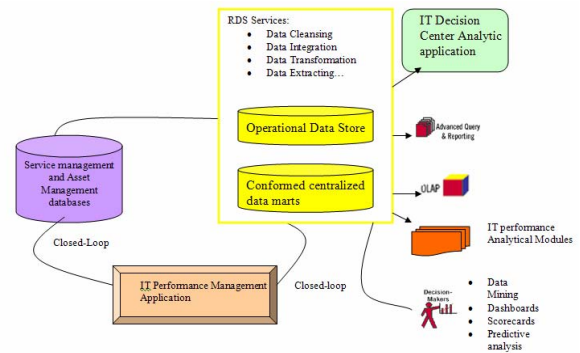 RDS Services:
• Data Cleansing
• Data Integration
• Data Transformation
• Data Extracting…
IT Decision
Center Analytic
application
Operational Data Store
Advanced Query
& Reporting
Service management
and Asset
Management
databases
Conformed centralized
data marts
OLAP
IT performance
Analytical Modules
Closed-Loop
IT Performance Management
Application
Closed-loop
Decision-
Makers
• Data
Mining
• Dashboards
• Scorecards
• Predictive
analysis